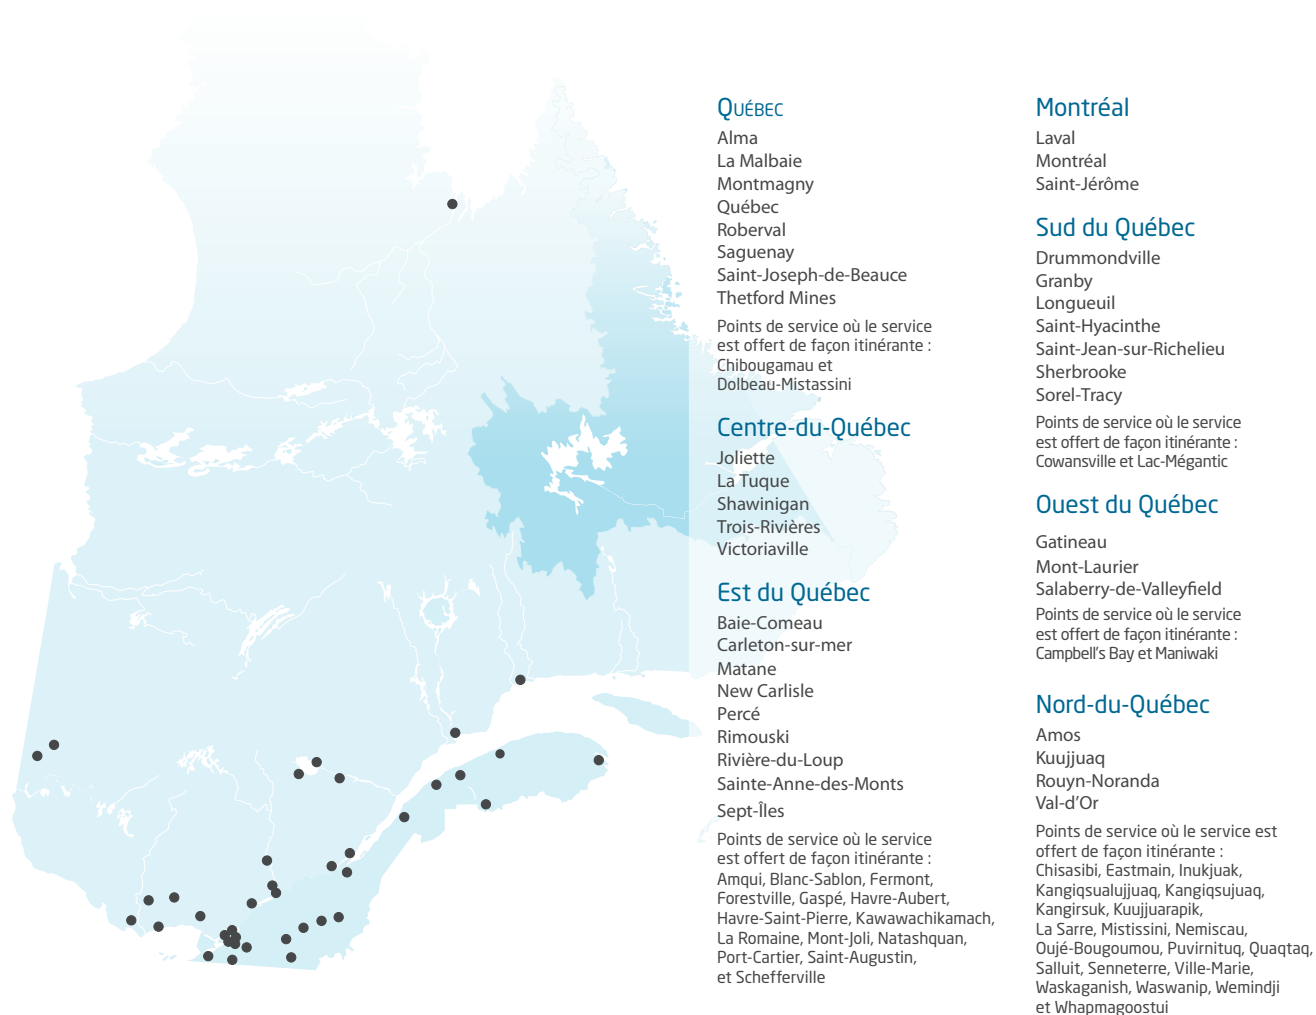 QUÉBEC
Alma
La Malbaie
Montmagny
Québec
Roberval
Saguenay
Saint-Joseph-de-Beauce
Thetford Mines
Points de service où le service
est offert de façon itinérante :
Chibougamau et
Dolbeau-Mistassini
Centre-du-Québec
Joliette
La Tuque
Shawinigan
Trois-Rivières
Victoriaville
Est du Québec
Baie-Comeau
Carleton-sur-mer
Matane
New Carlisle
Percé
Rimouski
Rivière-du-Loup
Sainte-Anne-des-Monts
Sept-Îles
Points de service où le service
est offert de façon itinérante :
Amqui, Blanc-Sablon, Fermont,
Forestville, Gaspé, Havre-Aubert,
Havre-Saint-Pierre, Kawawachikamach,
La Romaine, Mont-Joli, Natashquan,
Port-Cartier, Saint-Augustin,
et Schefferville
Montréal
Laval
Montréal
Saint-Jérôme
Sud du Québec
Drummondville
Granby
Longueuil
Saint-Hyacinthe
Saint-Jean-sur-Richelieu
Sherbrooke
Sorel-Tracy
Points de service où le service
est offert de façon itinérante :
Cowansville et Lac-Mégantic
Ouest du Québec
Gatineau
Mont-Laurier
Salaberry-de-Valleyfield
Points de service où le service
est offert de façon itinérante :
Campbell's Bay et Maniwaki
Nord-du-Québec
Amos
Kuujjuaq
Rouyn-Noranda
Val-d'Or
Points de service où le service est
offert de façon itinérante :
Chisasibi, Eastmain, Inukjuak,
Kangiqsualujjuaq, Kangiqsujuaq,
Kangirsuk, Kuujjuarapik,
La Sarre, Mistissini, Nemiscau,
Oujé-Bougoumou, Puvirnituq, Quaqtaq,
Salluit, Senneterre, Ville-Marie,
Waskaganish, Waswanip, Wemindji
et Whapmagoostui